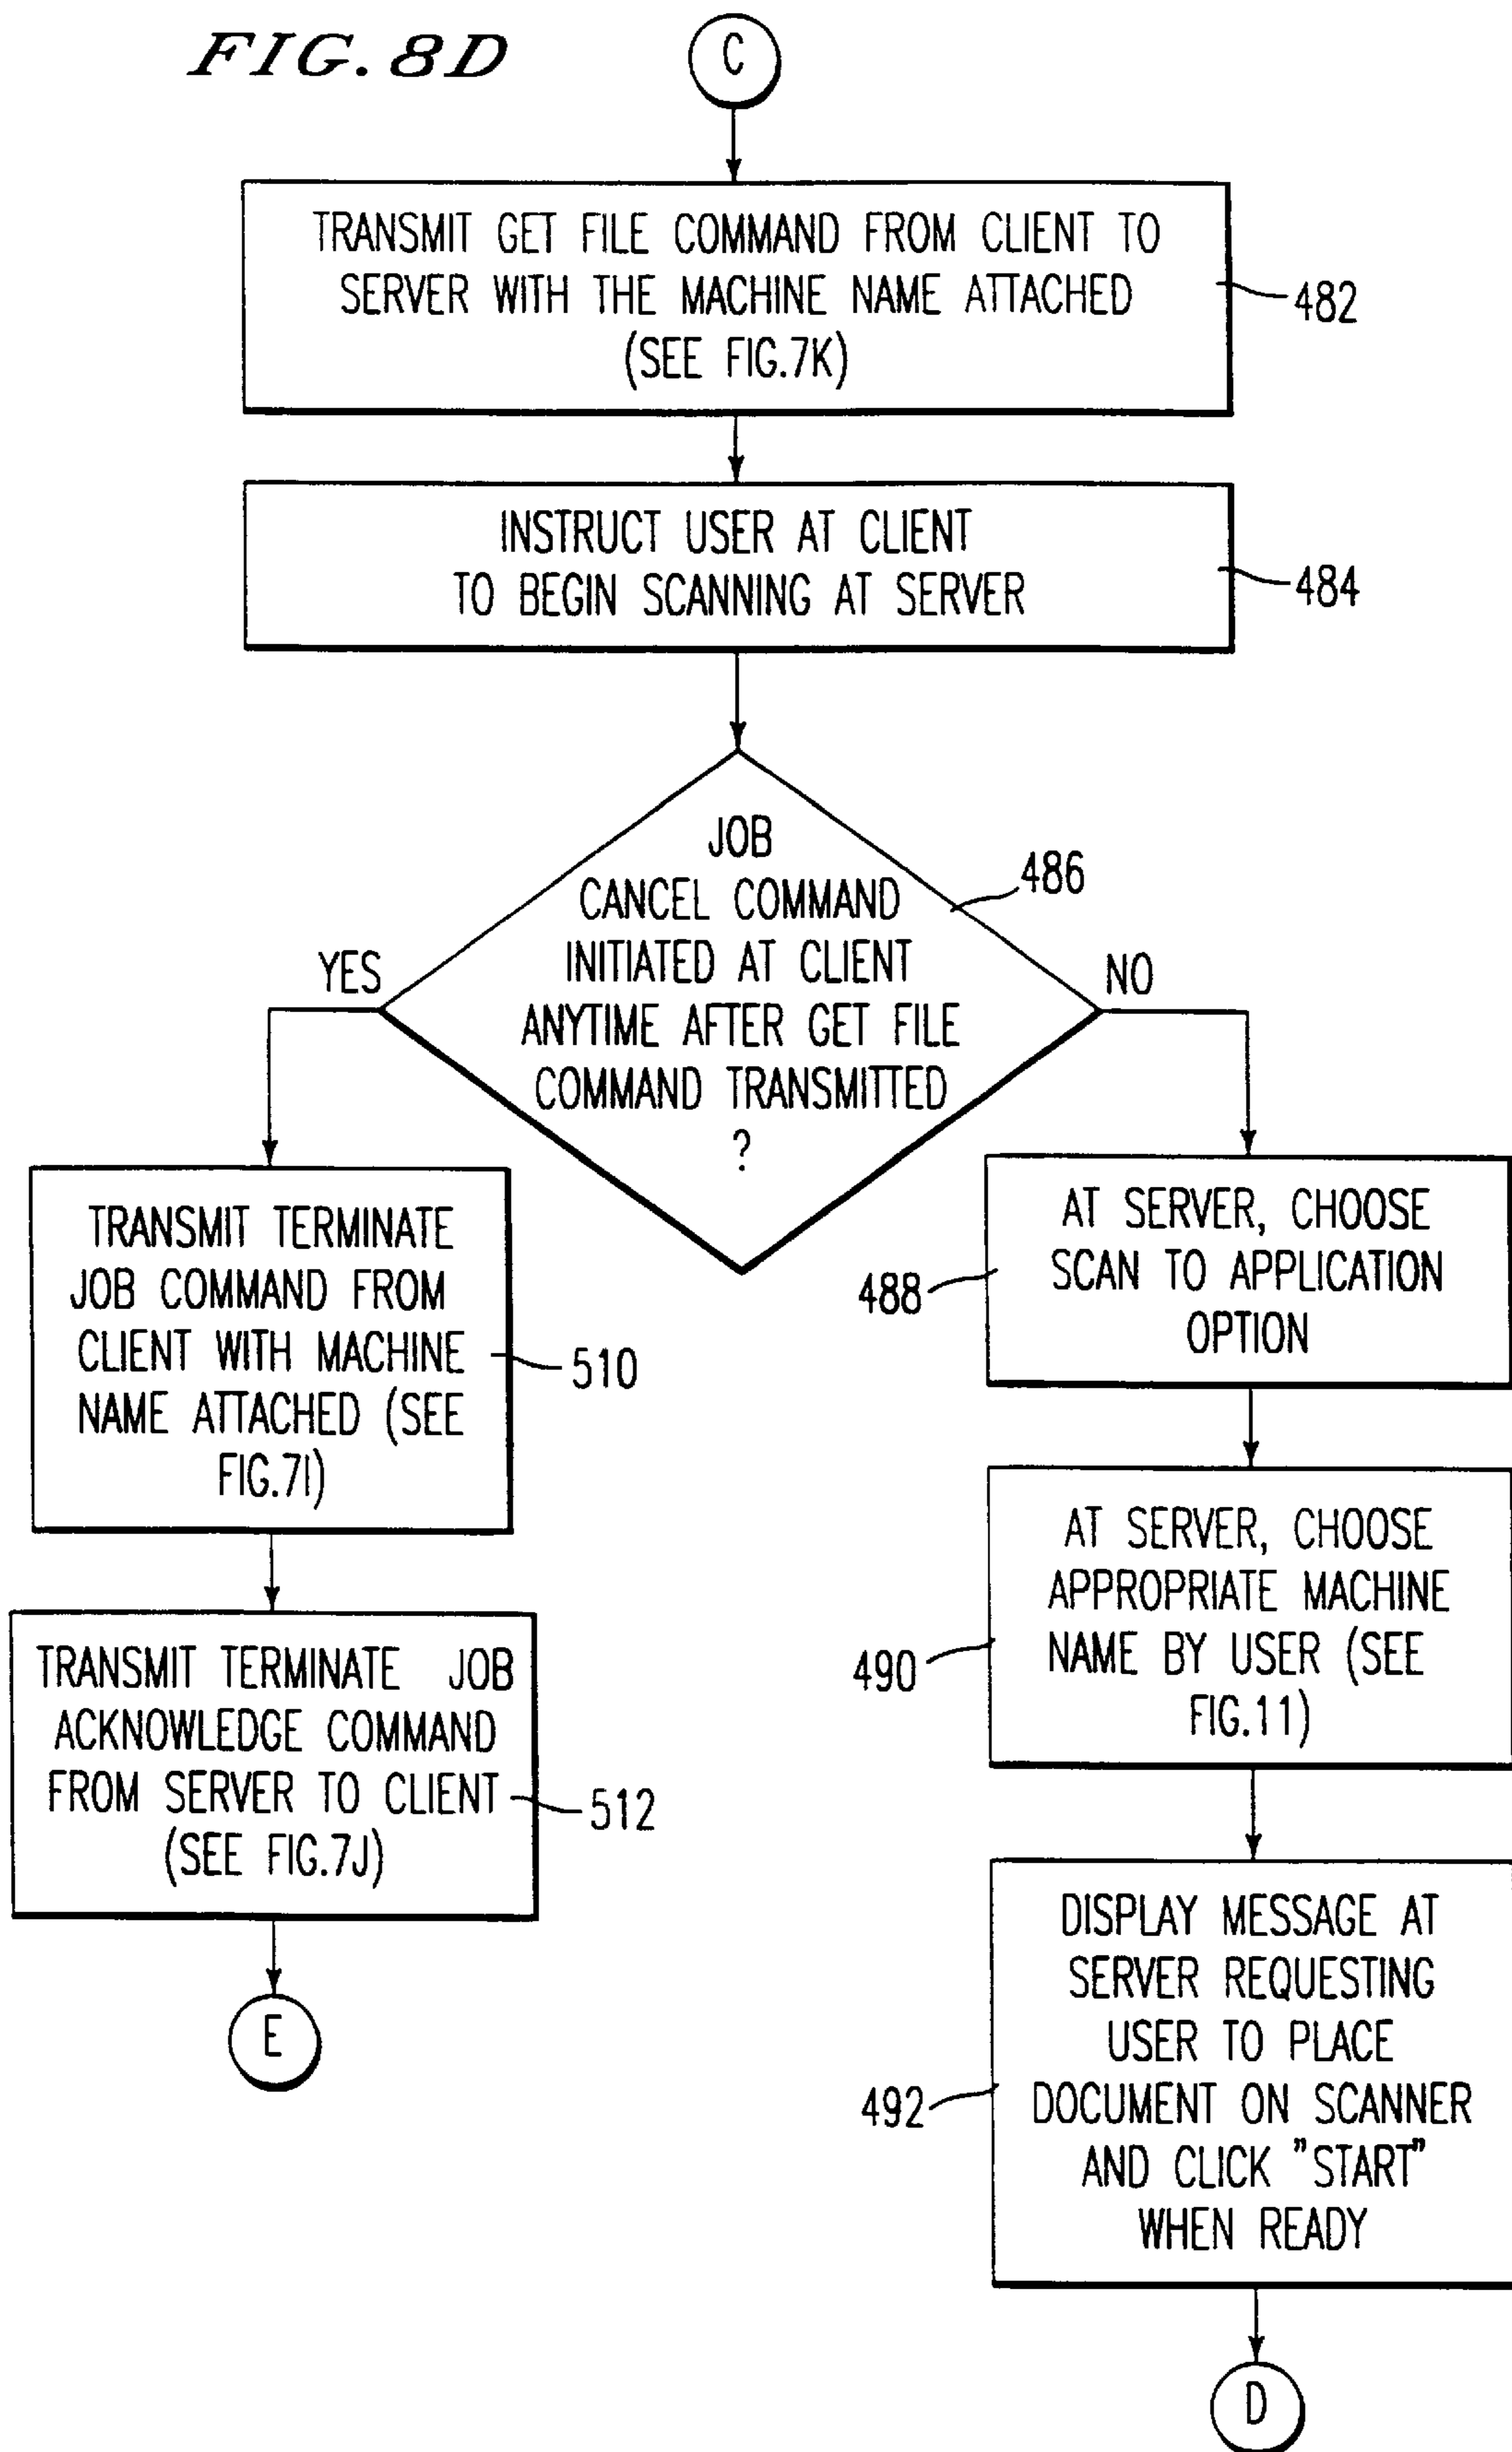 FIG. 8D
C
TRANSMIT GET FILE COMMAND FROM CLIENT TO
SERVER WITH THE MACHINE NAME ATTACHED
(SEE FIG.7K)
482
INSTRUCT USER AT CLIENT
TO BEGIN SCANNING AT SERVER
484
JOB
CANCEL COMMAND
INITIATED AT CLIENT
ANYTIME AFTER GET FILE
COMMAND TRANSMITTED
?
486
YES
NO
TRANSMIT TERMINATE
JOB COMMAND FROM
CLIENT WITH MACHINE
NAME ATTACHED (SEE
FIG.7I)
510
TRANSMIT TERMINATE JOB
ACKNOWLEDGE COMMAND
FROM SERVER TO CLIENT
(SEE FIG.7J)
512
E
AT SERVER, CHOOSE
SCAN TO APPLICATION
OPTION
488
AT SERVER, CHOOSE
APPROPRIATE MACHINE
NAME BY USER (SEE
FIG.11)
490
DISPLAY MESSAGE AT
SERVER REQUESTING
USER TO PLACE
DOCUMENT ON SCANNER
AND CLICK "START"
WHEN READY
492
D